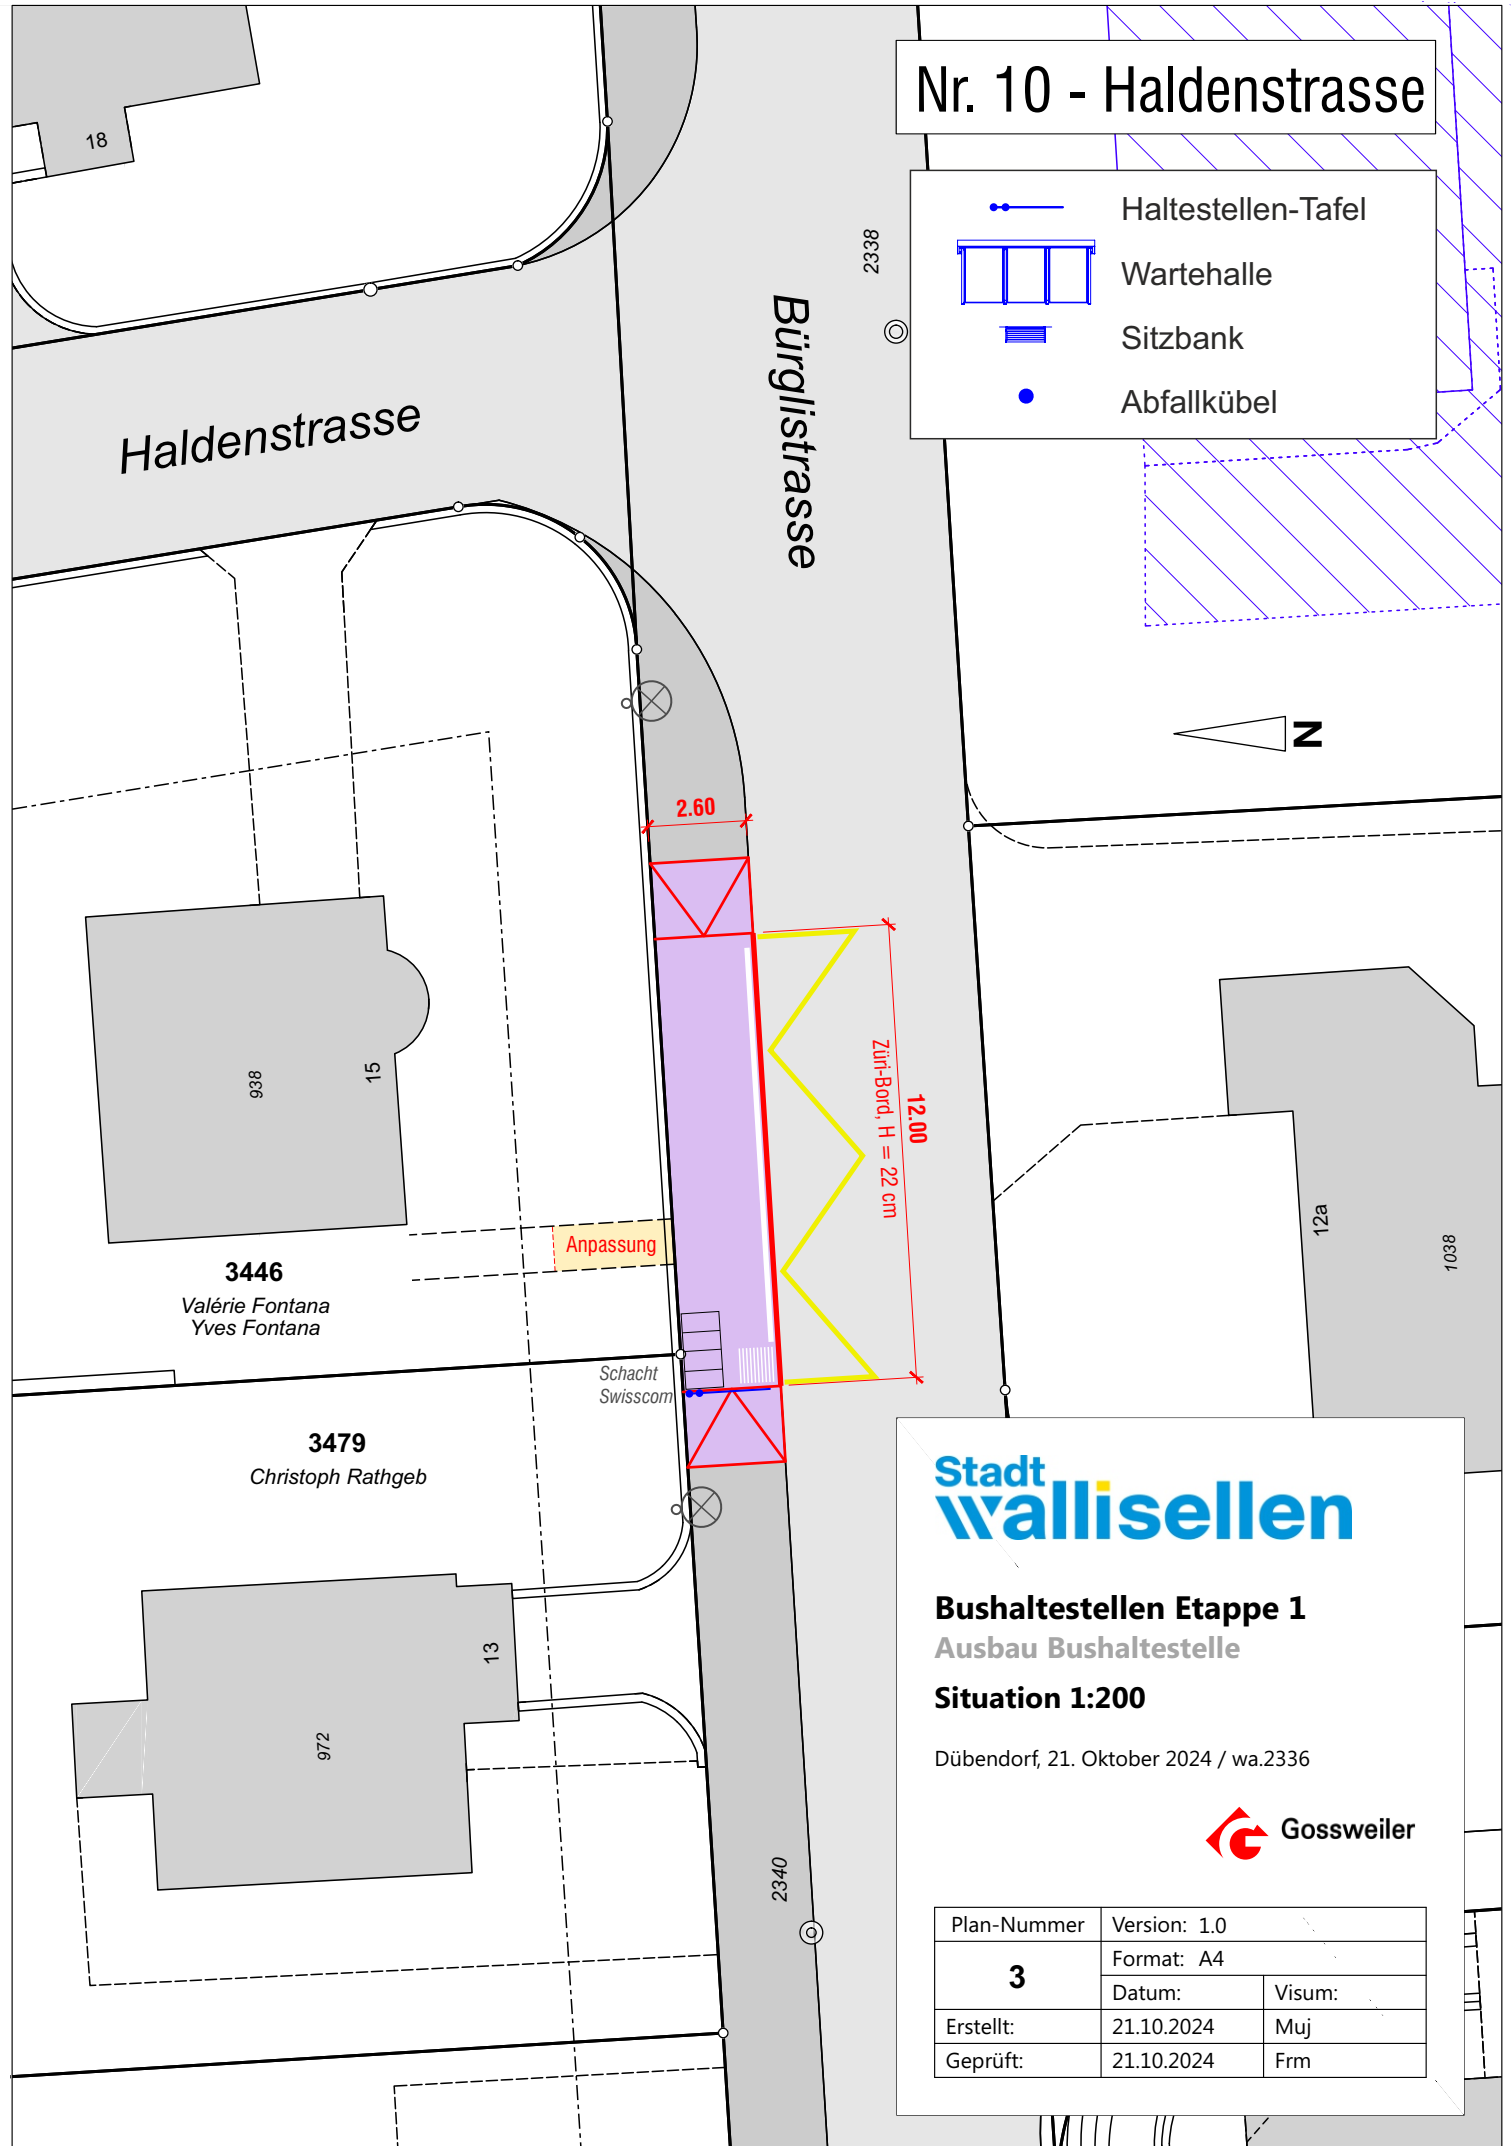 Nr. 10 - Haldenstrasse
Haltestellen-Tafel
Wartehalle
Sitzbank
Abfallkübel
18
2338
Bürglistrasse
Haldenstrasse
N
2.60
12.00
Züri-Bord, H = 22 cm
938
15
Anpassung
3446
Valérie Fontana
Yves Fontana
12a
1038
Schacht
Swisscom
3479
Christoph Rathgeb
13
972
2340
Stadt
wallisellen
Bushaltestellen Etappe 1
Ausbau Bushaltestelle
Situation 1:200
Dübendorf, 21. Oktober 2024 / wa.2336
Gossweiler
Plan-Nummer Version: 1.0
3 Format: A4
Datum: Visum:
Erstellt: 21.10.2024 Muj
Geprüft: 21.10.2024 Frm